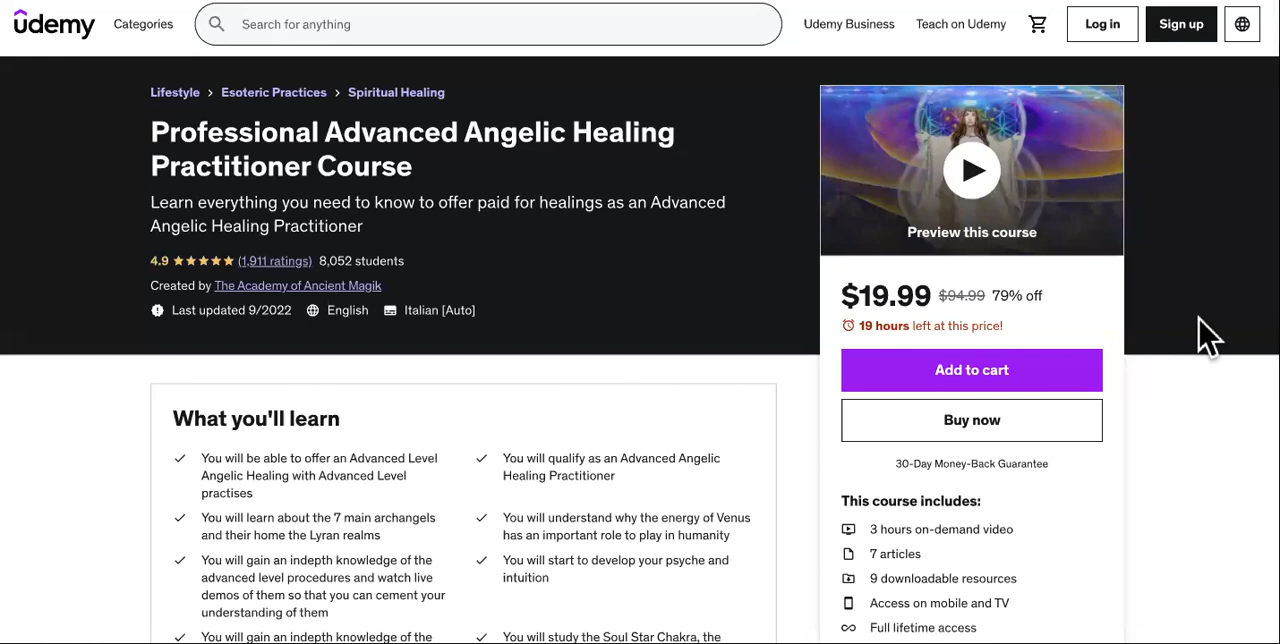 ûdemy
Categories
Search for anything
Udemy Business
Teach on Udemy
Log in
Sign up
Lifestyle > Esoteric Practices > Spiritual Healing
Professional Advanced Angelic Healing
Practitioner Course
Learn everything you need to know to offer paid for healings as an Advanced
Angelic Healing Practitioner
4.9 (1,911 ratings) 8,052 students
Created by The Academy of Ancient Magik
Last updated 9/2022 English Italian [Auto]
Preview this course
$19.99 $94.99 79% off
19 hours left at this price!
Add to cart
Buy now
30-Day Money-Back Guarantee
This course includes:
3 hours on-demand video
7 articles
9 downloadable resources
Access on mobile and TV
Full lifetime access
What you'll learn
You will be able to offer an Advanced Level
Angelic Healing with Advanced Level
practises
You will qualify as an Advanced Angelic
Healing Practitioner
You will learn about the 7 main archangels
and their home the Lyran realms
You will understand why the energy of Venus
has an important role to play in humanity
You will gain an indepth knowledge of the
advanced level procedures and watch live
demos of them so that you can cement your
understanding of them
You will start to develop your psyche and
intuition
You will gain an indepth knowledge of the
You will study the Soul Star Chakra, the